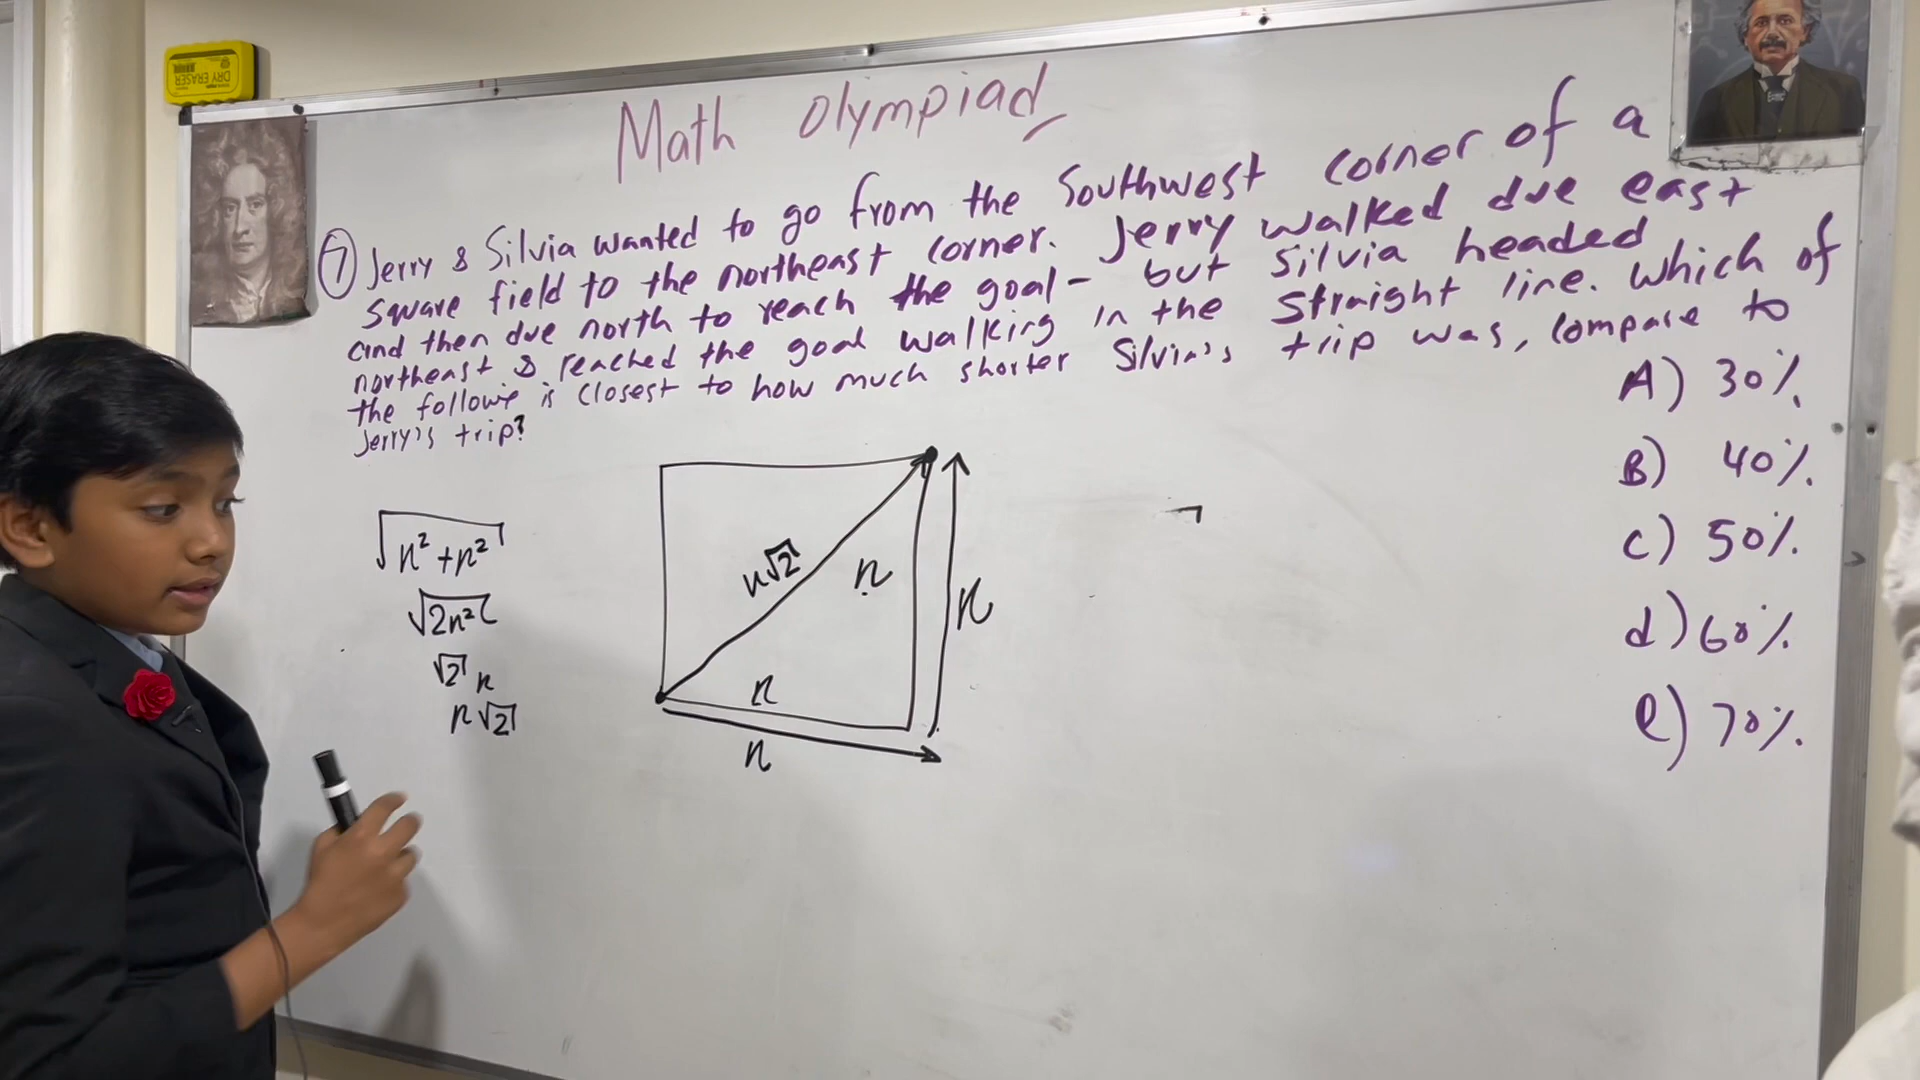 DRY ERASER
Math Olympiad
7 Jerry & Silvia wanted to go from the Southwest corner of a
square field to the northeast corner. Jerry walked due east
and then due north to reach the goal - but Silvia headed
northeast & reached the goal walking in the straight line. Which of
the followig is closest to how much shorter Silvia's trip was, compare to
Jerry's trip?
A) 30%
B) 40%.
C) 50%.
d) 60%.
e) 70%.
√n²+n²
√2n²
√2 n
n√2
n√2
n
n
n
n